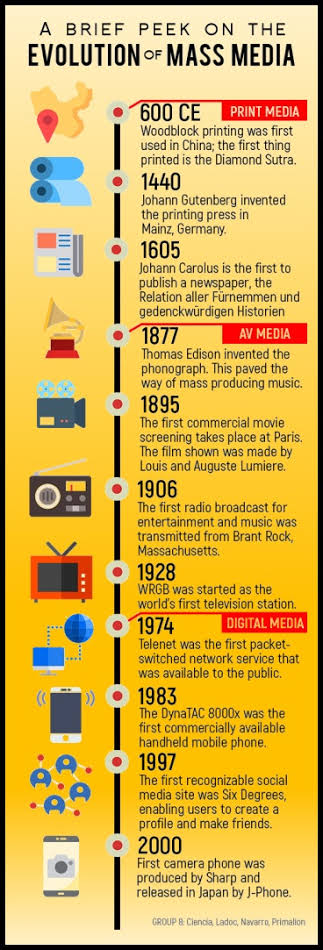 A BRIEF PEEK ON THE
EVOLUTION OF MASS MEDIA
600 CE
PRINT MEDIA
Woodblock printing was first
used in China; the first thing
printed is the Diamond Sutra.
1440
Johann Gutenberg invented
the printing press in
Mainz, Germany.
1605
Johann Carolus is the first to
publish a newspaper, the
Relation aller Fürnemmen und
gedenckwürdigen Historien
1877
AV MEDIA
Thomas Edison invented the
phonograph. This paved the
way of mass producing music.
1895
The first commercial movie
screening takes place at Paris.
The film shown was made by
Louis and Auguste Lumiere.
1906
The first radio broadcast for
entertainment and music was
transmitted from Brant Rock,
Massachusetts.
1928
WRGB was started as the
world's first television station.
1974
DIGITAL MEDIA
Telenet was the first packet-
switched network service that
was available to the public.
1983
The DynaTAC 8000x was the
first commercially available
handheld mobile phone.
1997
The first recognizable social
media site was Six Degrees,
enabling users to create a
profile and make friends.
2000
First camera phone was
produced by Sharp and
released in Japan by J-Phone.
GROUP 8: Ciencia, Ladoc, Navarro, Primalion